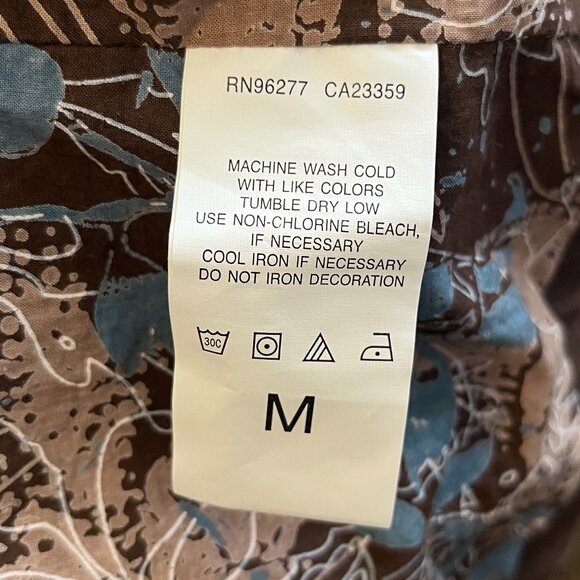 RN96277 CA23359
MACHINE WASH COLD
WITH LIKE COLORS
TUMBLE DRY LOW
USE NON-CHLORINE BLEACH,
IF NECESSARY
COOL IRON IF NECESSARY
DO NOT IRON DECORATION
30C
M